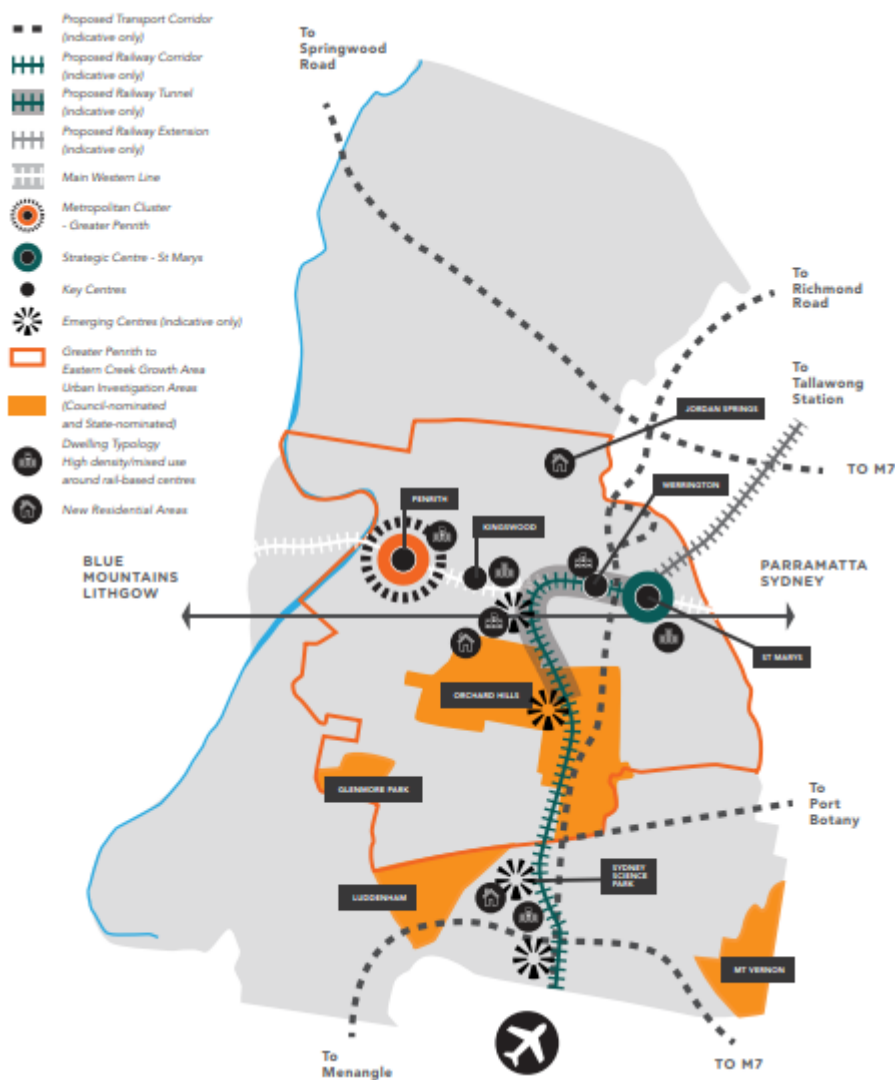 Proposed Transport Corridor
(indicative only)
Proposed Railway Corridor
(indicative only)
Proposed Railway Tunnel
(indicative only)
Proposed Railway Extension
(indicative only)
Main Western Line
Metropolitan Cluster
- Greater Penrith
Strategic Centre - St Marys
Key Centres
Emerging Centres (indicative only)
Greater Penrith to
Eastern Creek Growth Area
Urban Investigation Areas
(Council-nominated
and State-nominated)
Dwelling Typology
High density/mixed use
around rail-based centres
New Residential Areas
To
Springwood
Road
To
Richmond
Road
To
Tallawong
Station
JORDAN SPRINGS
TO M7
WERRINGTON
PENRITH
KINGSWOOD
BLUE
MOUNTAINS
LITHGOW
PARRAMATTA
SYDNEY
ST MARYS
ORCHARD HILLS
GLENMORE PARK
To
Port
Botany
SYDNEY
SCIENCE
PARK
LUDDENHAM
MT VERNON
To
Menangle
TO M7